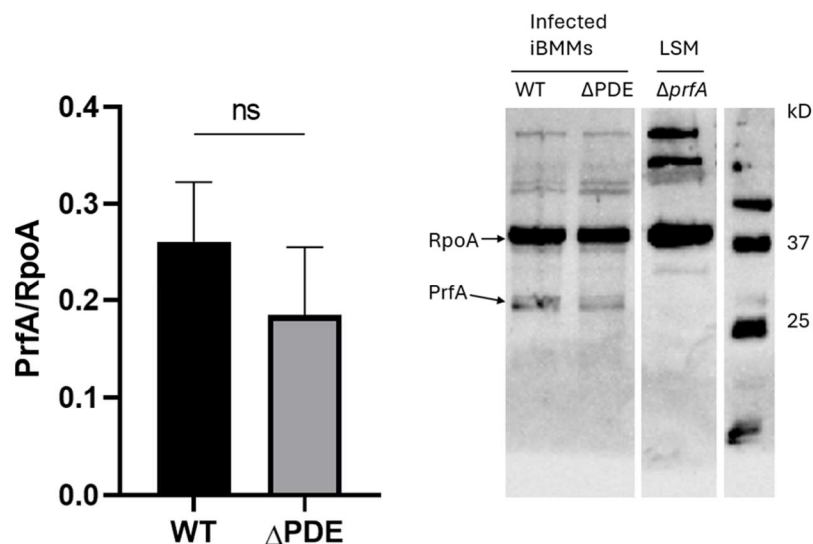 0.4
0.3
0.2
0.1
0.0
PrfA/RpoA
ns
WT
ΔPDE
Infected
iBMMs
LSM
WT
ΔPDE
ΔprfA
kD
RpoA
PrfA
37
25